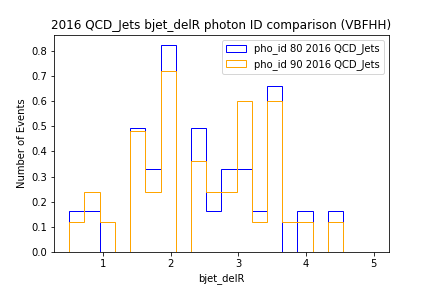 2016 QCD_Jets bjet_delR photon ID comparison (VBFHH)
pho_id 80 2016 QCD_Jets
pho_id 90 2016 QCD_Jets
Number of Events
0.8
0.7
0.6
0.5
0.4
0.3
0.2
0.1
0.0
1 2 3 4 5
bjet_delR